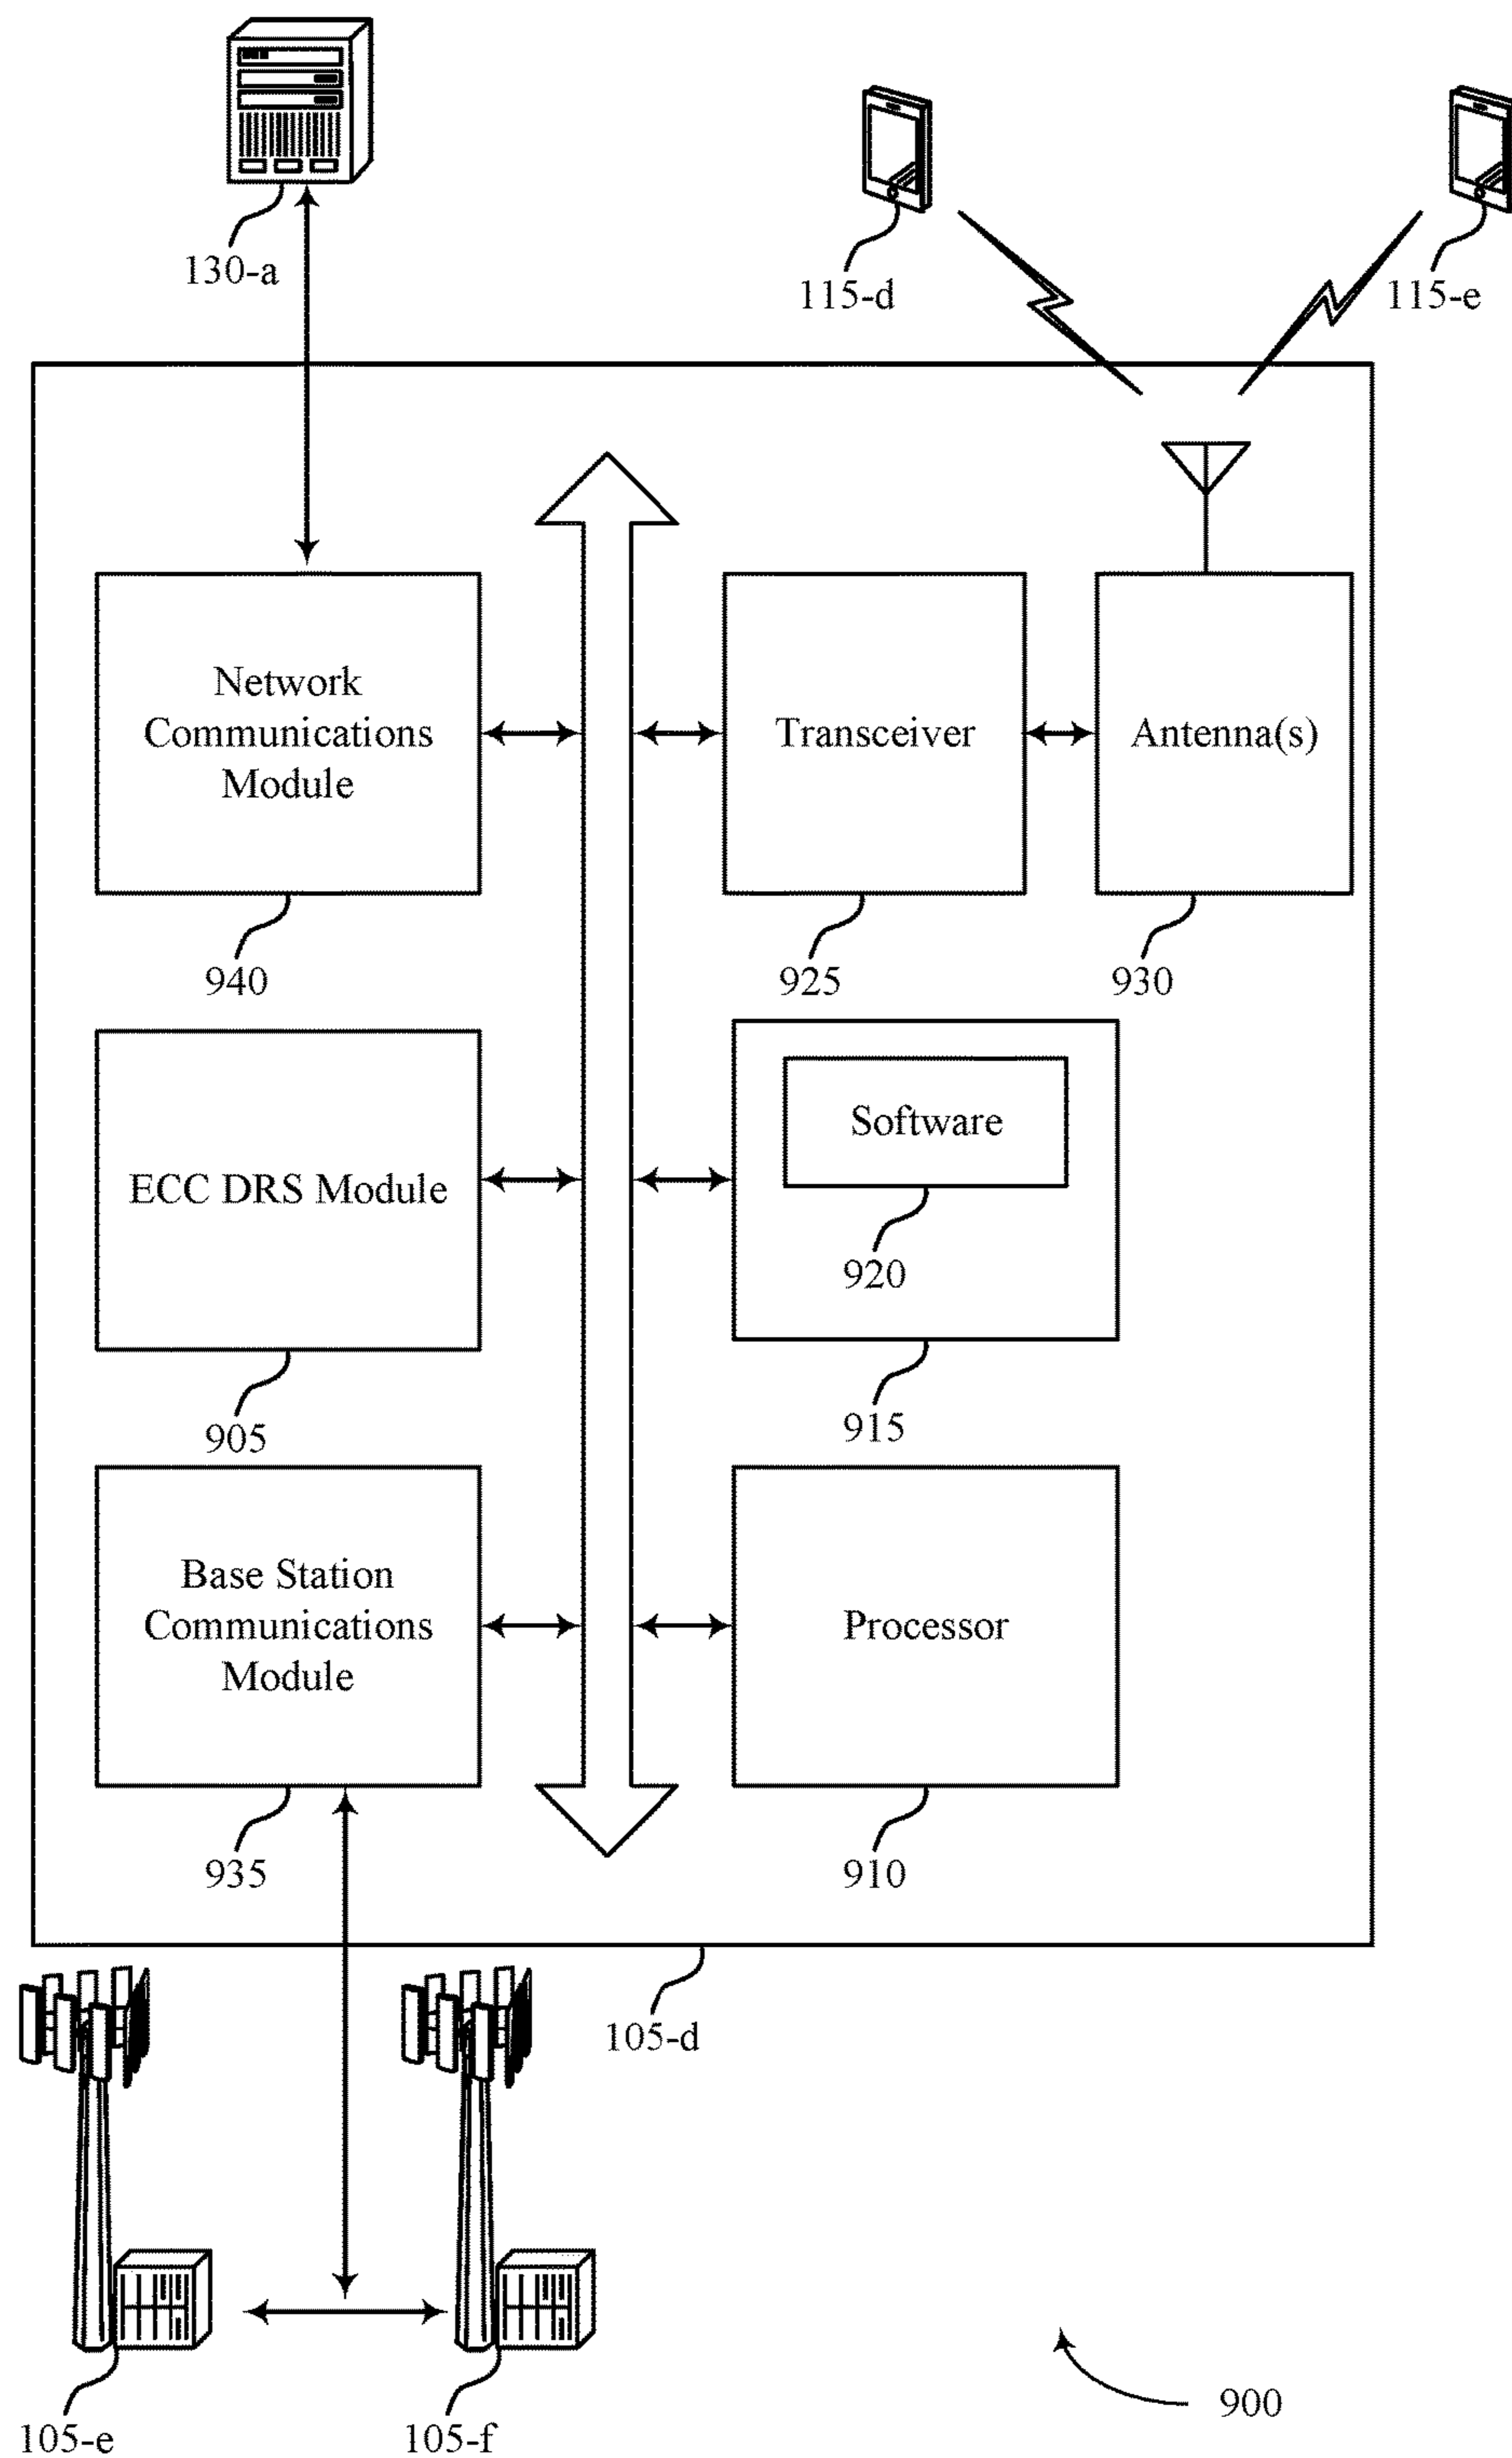 130-a
115-d
115-e
Network
Communications
Module
Transceiver
Antenna(s)
940
925
930
ECC DRS Module
Software
920
905
915
Base Station
Communications
Module
Processor
935
910
105-d
105-e
105-f
900